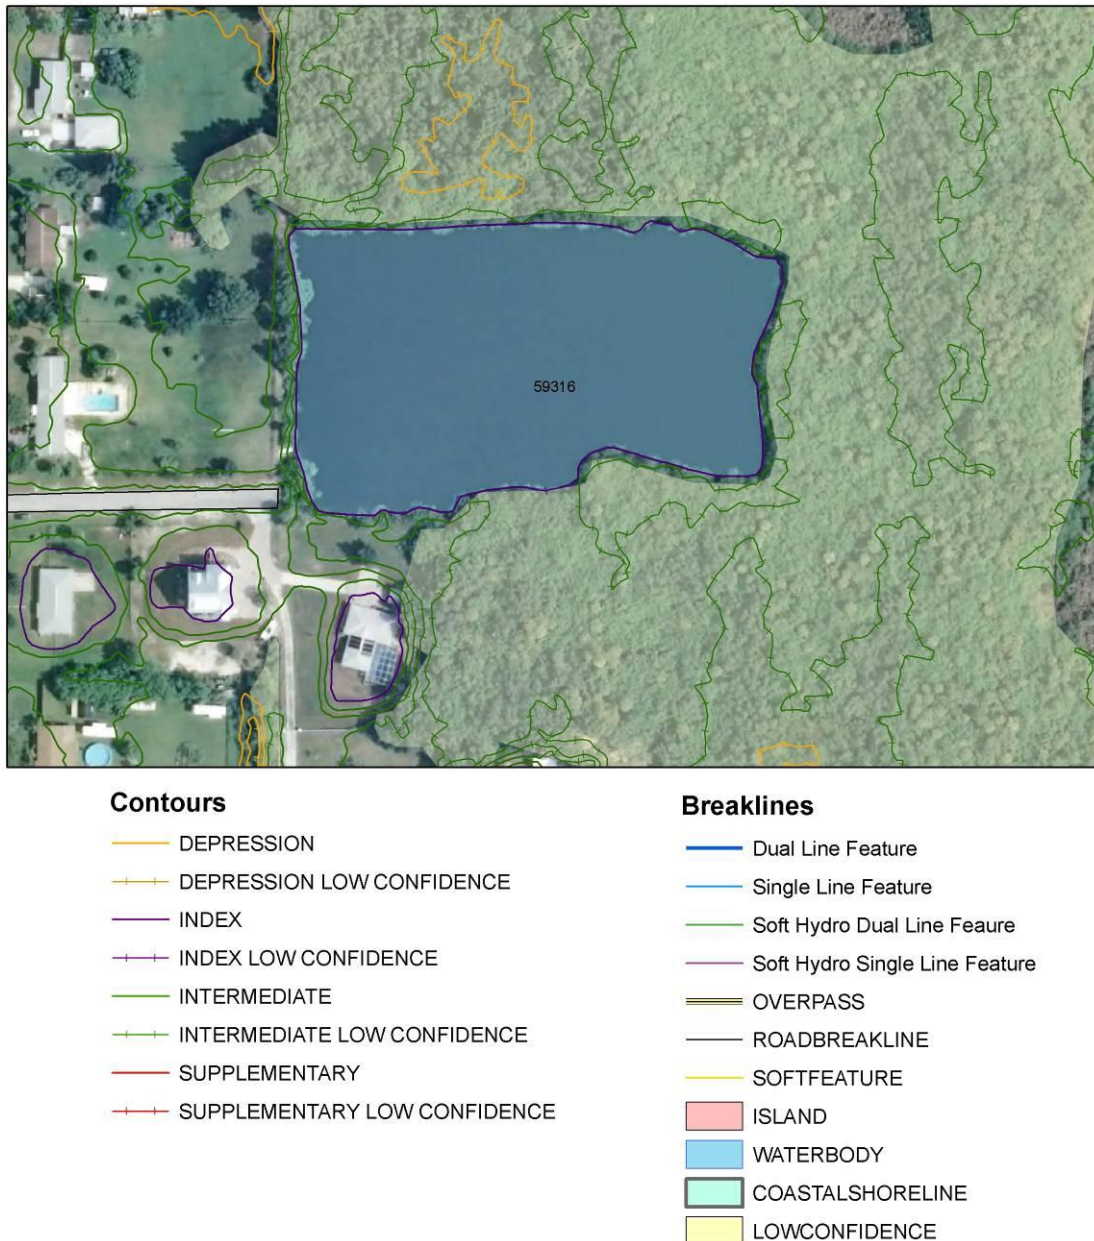 59316
Contours
DEPRESSION
DEPRESSION LOW CONFIDENCE
INDEX
INDEX LOW CONFIDENCE
INTERMEDIATE
INTERMEDIATE LOW CONFIDENCE
SUPPLEMENTARY
SUPPLEMENTARY LOW CONFIDENCE
Breaklines
Dual Line Feature
Single Line Feature
Soft Hydro Dual Line Feaure
Soft Hydro Single Line Feature
OVERPASS
ROADBREAKLINE
SOFTFEATURE
ISLAND
WATERBODY
COASTALSHORELINE
LOWCONFIDENCE